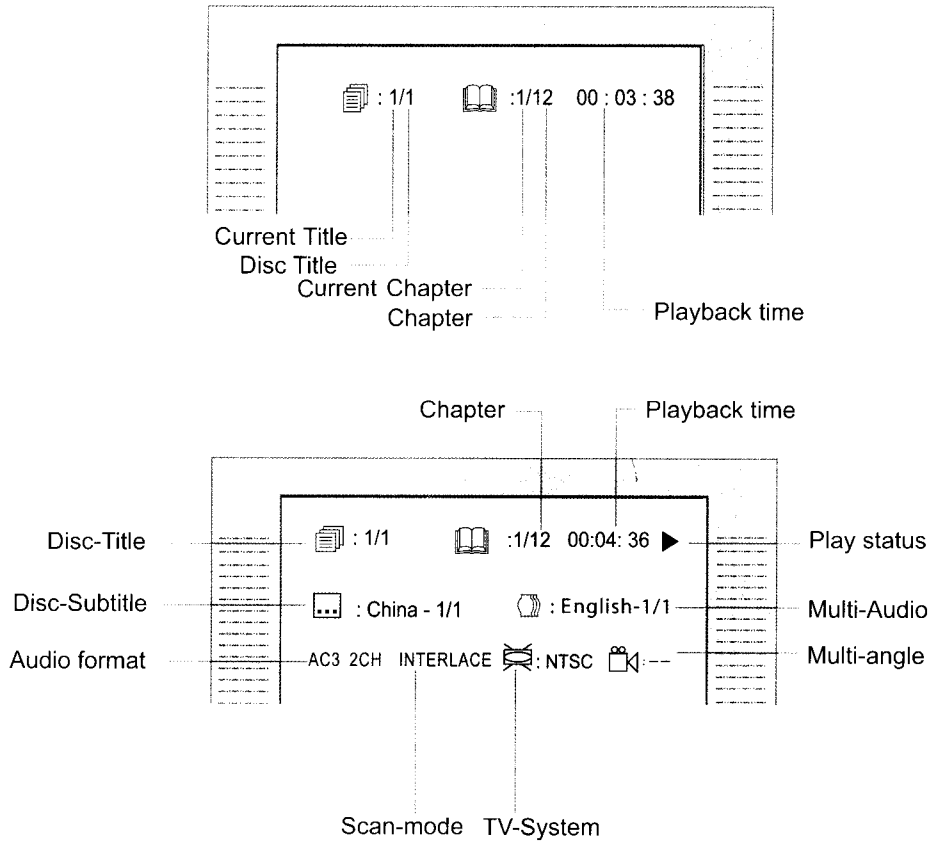 : 1/1 :1/12 00 : 03 : 38
Current Title
Disc Title
Current Chapter
Chapter
Playback time
Chapter
Playback time
Disc-Title
: 1/1 :1/12 00:04: 36
Play status
Disc-Subtitle
... : China - 1/1 : English-1/1
Multi-Audio
Audio format
AC3 2CH INTERLACE : NTSC :--
Multi-angle
Scan-mode TV-System